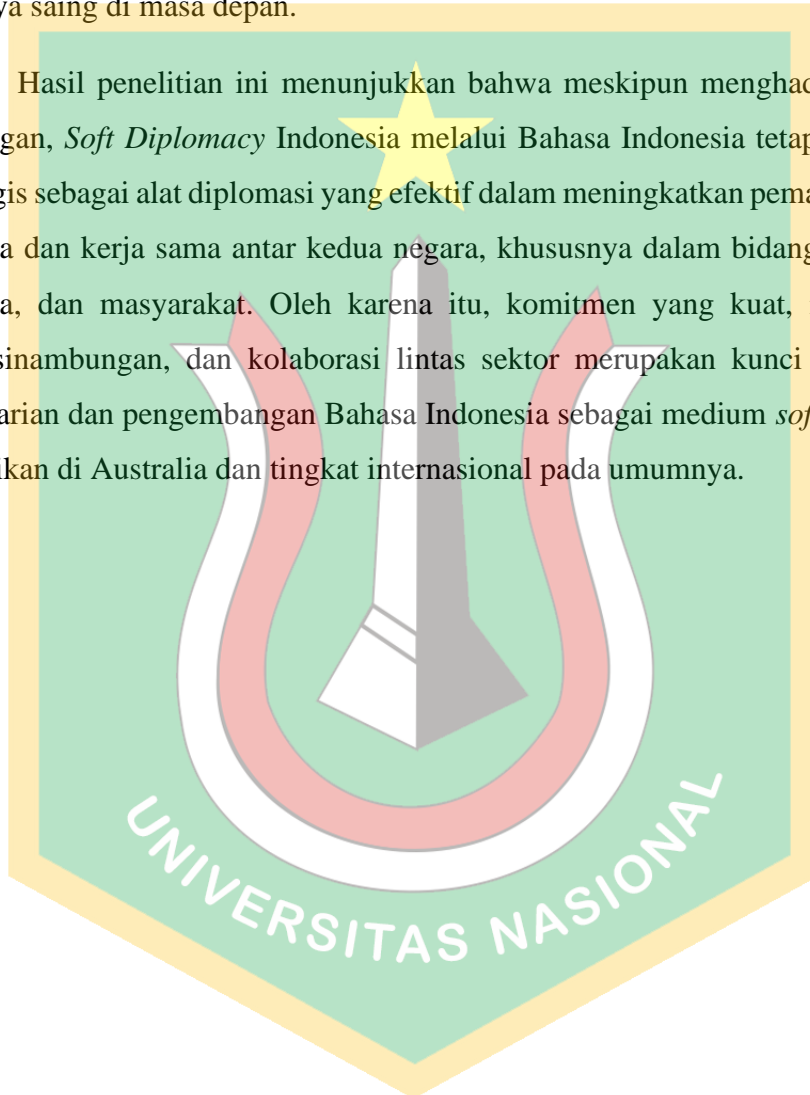 ya saing di masa depan.
Hasil penelitian ini menunjukkan bahwa meskipun menghad
gan, Soft Diplomacy Indonesia melalui Bahasa Indonesia tetap
gis sebagai alat diplomasi yang efektif dalam meningkatkan pema
a dan kerja sama antar kedua negara, khususnya dalam bidang
a, dan masyarakat. Oleh karena itu, komitmen yang kuat,
sinambungan, dan kolaborasi lintas sektor merupakan kunci
arian dan pengembangan Bahasa Indonesia sebagai medium sof
ikan di Australia dan tingkat internasional pada umumnya.
UNIVERSITAS NASIONAL